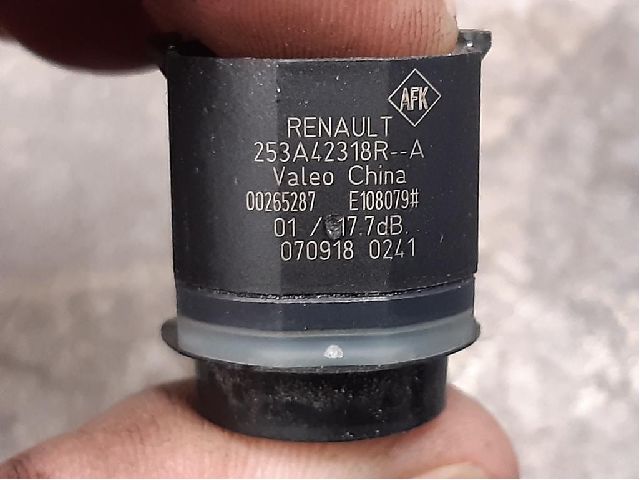 AFK
RENAULT
253A42318R--A
Valeo China
00265287 E108079#
01 / 17.7dB
070918 0241